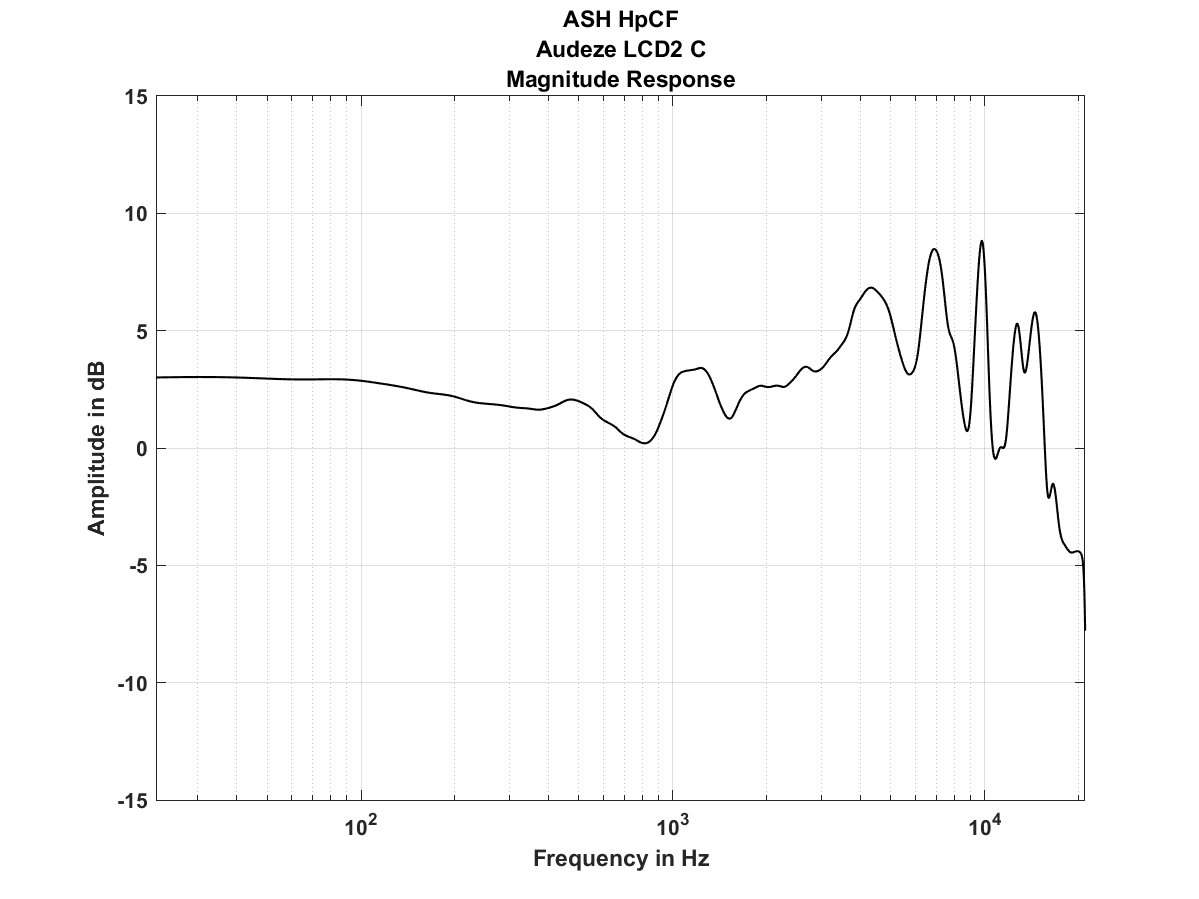 ASH HpCF
Audeze LCD2 C
Magnitude Response
15
10
5
0
-5
-10
-15
Amplitude in dB
10² 10³ 10⁴
Frequency in Hz